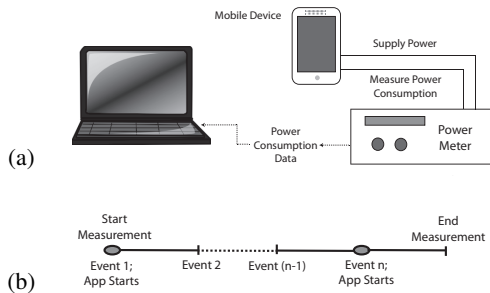 Mobile Device
Supply Power
Measure Power
Consumption
Power
Meter
Power
Consumption
Data
(a)
Start
Measurement
End
Measurement
Event 1;
App Starts
Event 2
Event (n-1)
Event n;
App Starts
(b)